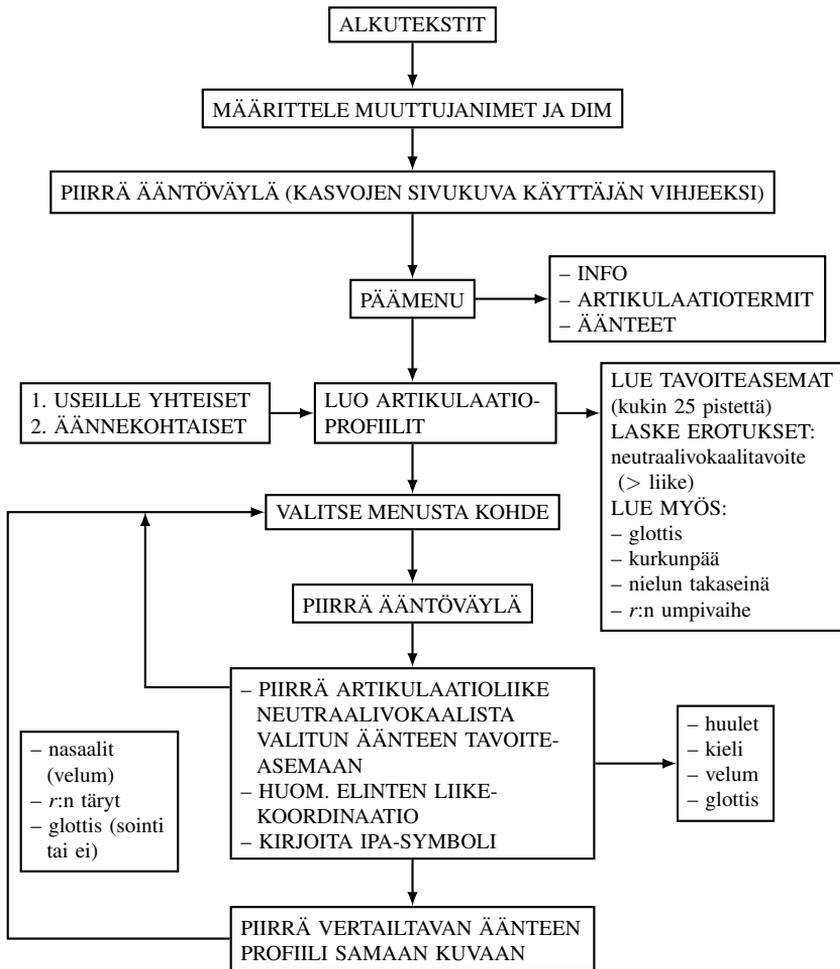 ALKUTEKSTIT
MÄÄRITTELE MUUTTUJANIMET JA DIM
PIIRRÄ ÄÄNTÖVÄYLÄ (KASVOJEN SIVUKUVA KÄYTTÄJÄN VIHJEEKSI)
PÄÄMENU
– INFO
– ARTIKULAATIOTERMIT
– ÄÄNTEET
1. USEILLE YHTEISET
2. ÄÄNNEKOHTAISET
LUO ARTIKULAATIO-
PROFIILIT
LUE TAVOITEASEMAT
(kukin 25 pistettä)
LASKE EROTUKSET:
neutraalivokaalitavoite
(> liike)
LUE MYÖS:
– glottis
– kurkunpää
– nielun takaseinä
– r:n umpivaihe
VALITSE MENUSTA KOHDE
PIIRRÄ ÄÄNTÖVÄYLÄ
– PIIRRÄ ARTIKULAATIOLIIKE
NEUTRAALIVOKAALISTA
VALITUN ÄÄNTEEN TAVOITE-
ASEMAAN
– HUOM. ELINTEN LIIKE-
KOORDINAATIO
– KIRJOITA IPA-SYMBOLI
– nasaalit
(velum)
– r:n täryt
– glottis (sointi
tai ei)
– huulet
– kieli
– velum
– glottis
PIIRRÄ VERTAILTAVAN ÄÄNTEEN
PROFIILI SAMAAN KUVAAN